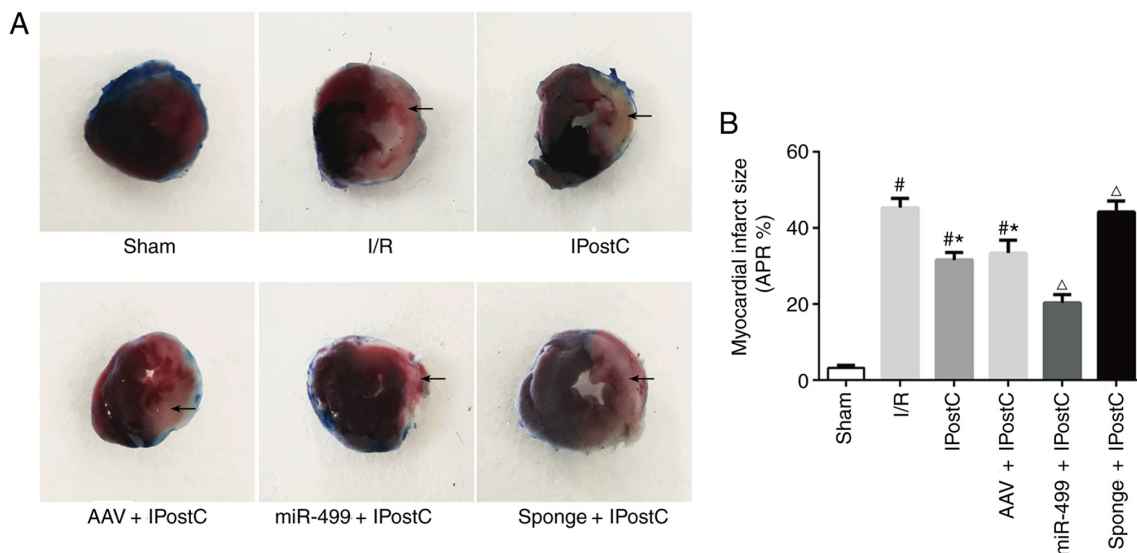 A
Sham
I/R
IPostC
AAV + IPostC
miR-499 + IPostC
Sponge + IPostC
B
Myocardial infarct size
(APR %)
60
40
20
0
#
#*
#*
△
△
Sham
I/R
IPostC
AAV + IPostC
miR-499 + IPostC
Sponge + IPostC